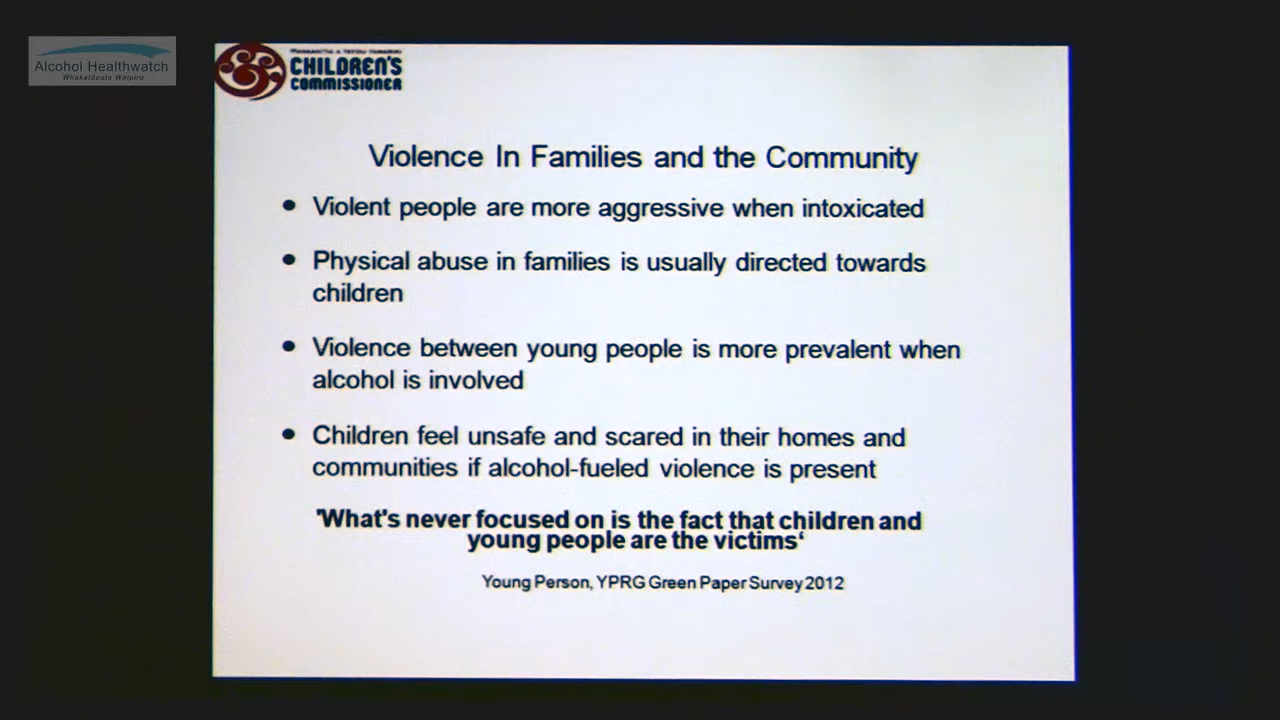 Alcohol Healthwatch
Whakatūpato Waipiro
CHILDREN'S
COMMISSIONER
Violence In Families and the Community
• Violent people are more aggressive when intoxicated
• Physical abuse in families is usually directed towards
children
• Violence between young people is more prevalent when
alcohol is involved
• Children feel unsafe and scared in their homes and
communities if alcohol-fueled violence is present
'What's never focused on is the fact that children and
young people are the victims‘
Young Person, YPRG Green Paper Survey 2012